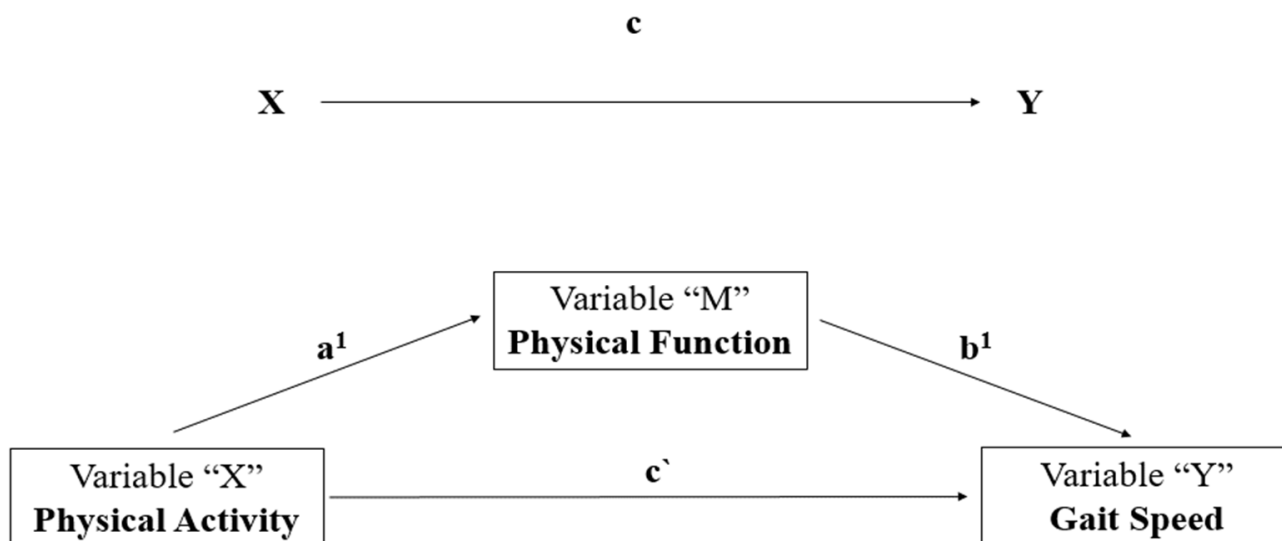 c
X Y
Variable “M”
Physical Function
a¹ b¹
Variable “X”
Physical Activity
c`
Variable “Y”
Gait Speed